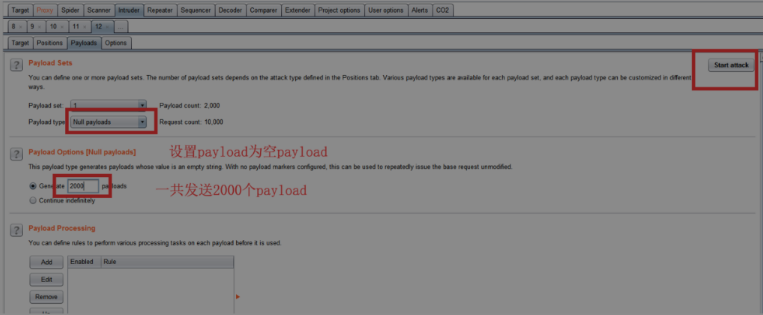 Target Proxy Spider Scanner Intruder Repeater Sequencer Decoder Comparer Extender Project options User options Alerts CO2
8 × 9 × 10 × 11 × 12 × ...
Target Positions Payloads Options
? Payload Sets
Start attack
You can define one or more payload sets. The number of payload sets depends on the attack type defined in the Positions tab. Various payload types are available for each payload set, and each payload type can be customized in different
ways.
Payload set: 1 Payload count: 2,000
Payload type: Null payloads Request count: 10,000
? Payload Options [Null payloads]
设置payload为空payload
This payload type generates payloads whose value is an empty string. With no payload markers configured, this can be used to repeatedly issue the base request unmodified.
Generate 2000 payloads
一共发送2000个payload
Continue indefinitely
? Payload Processing
You can define rules to perform various processing tasks on each payload before it is used.
Add Enabled Rule
Edit
Remove